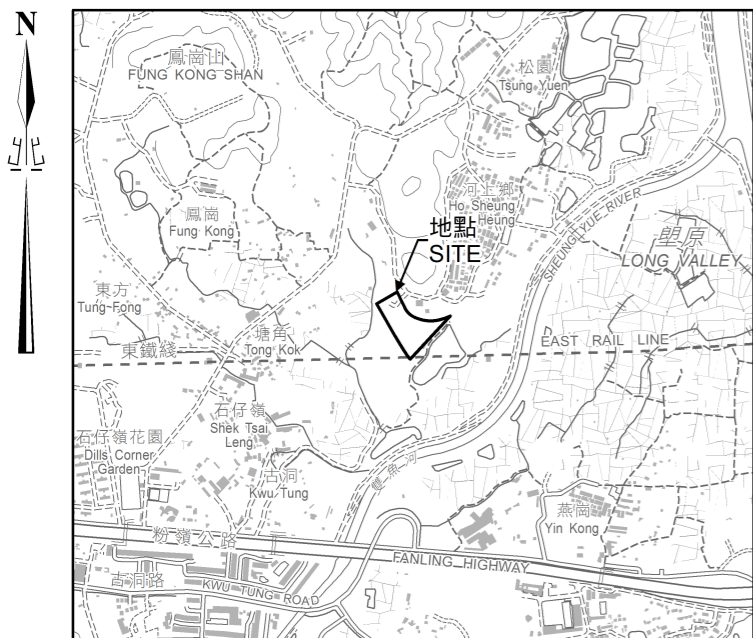 N
鳳崗山
FUNG KONG SHAN
松園
Tsung Yuen
河上鄉
Ho Sheung
Heung
鳳崗
Fung Kong
地點
SITE
SHEUNG YUE RIVER
塱原
LONG VALLEY
東方
Tung Fong
塘角
Tong Kok
東鐵綫
EAST RAIL LINE
石仔嶺
Shek Tsai
Leng
石仔嶺花園
Dills Corner
Garden
古洞
Kwu Tung
雙魚河
燕崗
Yin Kong
粉嶺公路
FANLING HIGHWAY
古洞路
KWU TUNG ROAD